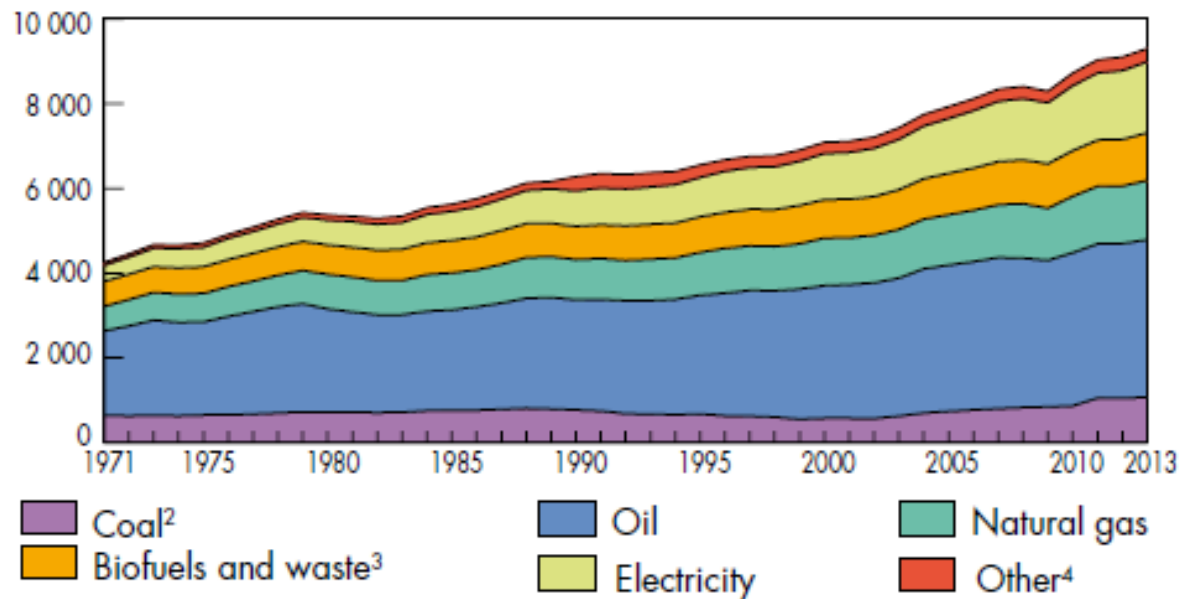 10 000
8 000
6 000
4 000
2 000
0
1971 1975 1980 1985 1990 1995 2000 2005 2010 2013
Coal² Oil Natural gas
Biofuels and waste³ Electricity Other⁴